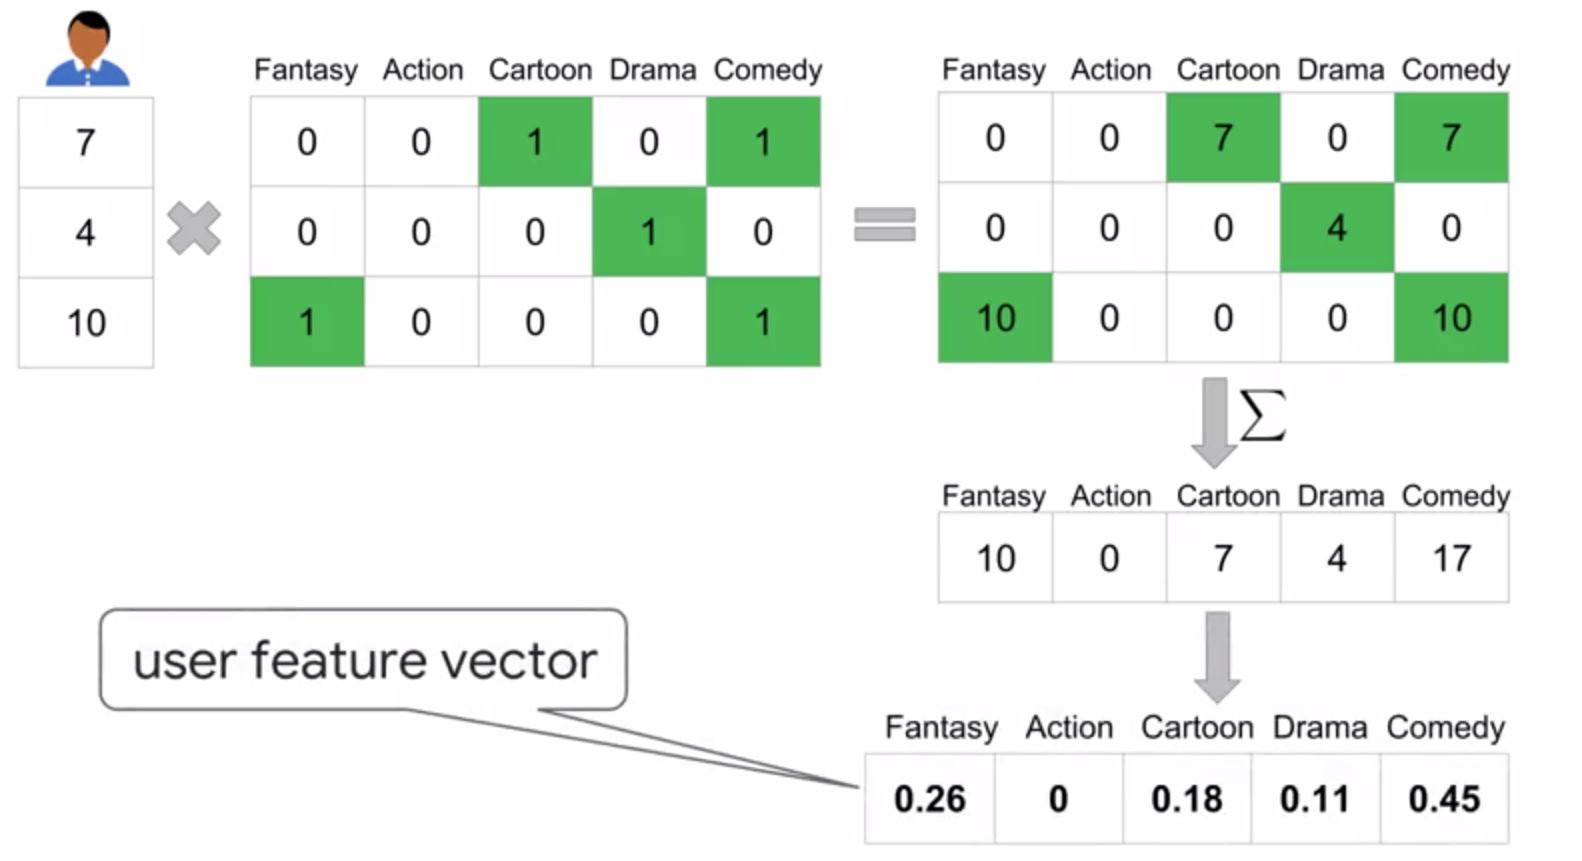 Fantasy Action Cartoon Drama Comedy
7 0 0 1 0 1
4 0 0 0 1 0
10 1 0 0 0 1
Fantasy Action Cartoon Drama Comedy
0 0 7 0 7
0 0 0 4 0
10 0 0 0 10
∑
Fantasy Action Cartoon Drama Comedy
10 0 7 4 17
user feature vector
Fantasy Action Cartoon Drama Comedy
0.26 0 0.18 0.11 0.45